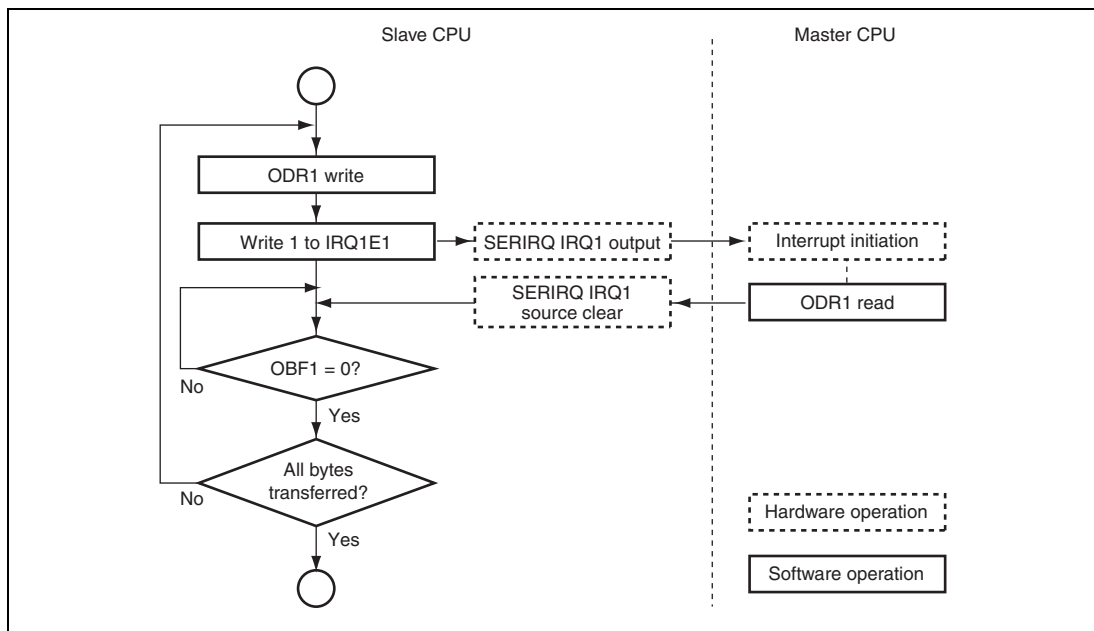 Slave CPU
Master CPU
ODR1 write
Write 1 to IRQ1E1
SERIRQ IRQ1 output
Interrupt initiation
SERIRQ IRQ1
source clear
ODR1 read
OBF1 = 0?
No
Yes
All bytes
transferred?
No
Yes
Hardware operation
Software operation